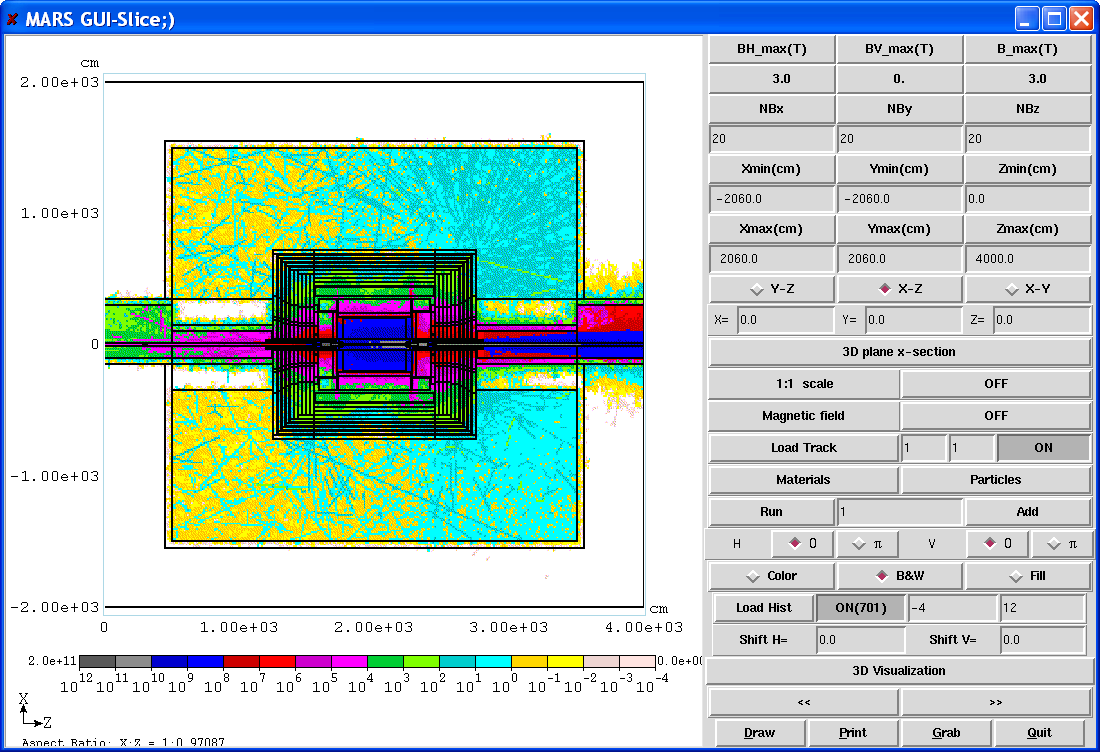 MARS GUI-Slice;)
cm
2.00e+03
1.00e+03
0
-1.00e+03
-2.00e+03
cm
0 1.00e+03 2.00e+03 3.00e+03 4.00e+03
2.0e+11 0.0e+00
10^12 10^11 10^10 10^9 10^8 10^7 10^6 10^5 10^4 10^3 10^2 10^1 10^0 10^-1 10^-2 10^-3 10^-4
X
Z
Aspect Ratio: X:Z = 1:0.97087
BH_max(T) BV_max(T) B_max(T)
3.0 0. 3.0
NBx NBy NBz
20 20 20
Xmin(cm) Ymin(cm) Zmin(cm)
-2060.0 -2060.0 0.0
Xmax(cm) Ymax(cm) Zmax(cm)
2060.0 2060.0 4000.0
Y-Z X-Z X-Y
X= 0.0 Y= 0.0 Z= 0.0
3D plane x-section
1:1 scale OFF
Magnetic field OFF
Load Track 1 1 ON
Materials Particles
Run 1 Add
H 0 π V 0 π
Color B&W Fill
Load Hist ON(701) -4 12
Shift H= 0.0 Shift V= 0.0
3D Visualization
<< >>
Draw Print Grab Quit